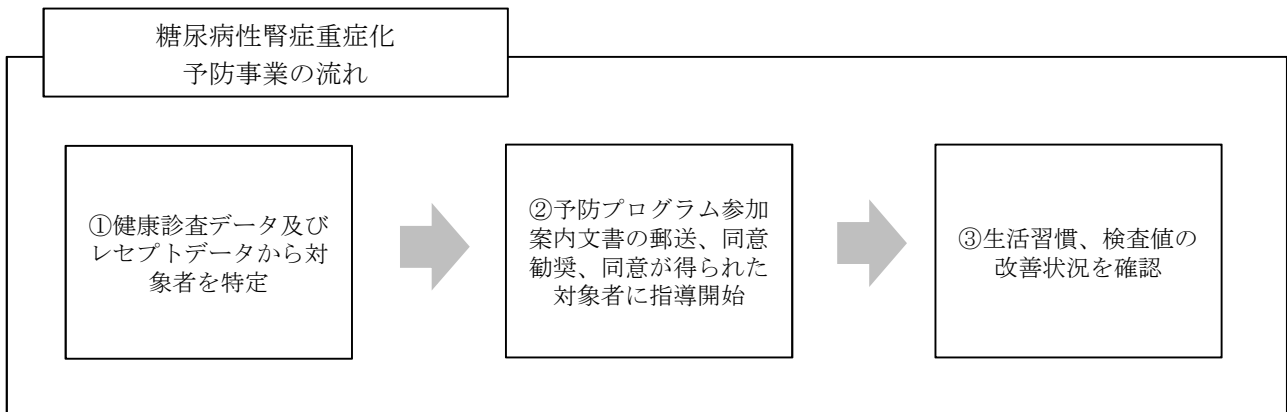 糖尿病性腎症重症化
予防事業の流れ
①健康診査データ及び
レセプトデータから対
象者を特定
②予防プログラム参加
案内文書の郵送、同意
勧奨、同意が得られた
対象者に指導開始
③生活習慣、検査値の
改善状況を確認